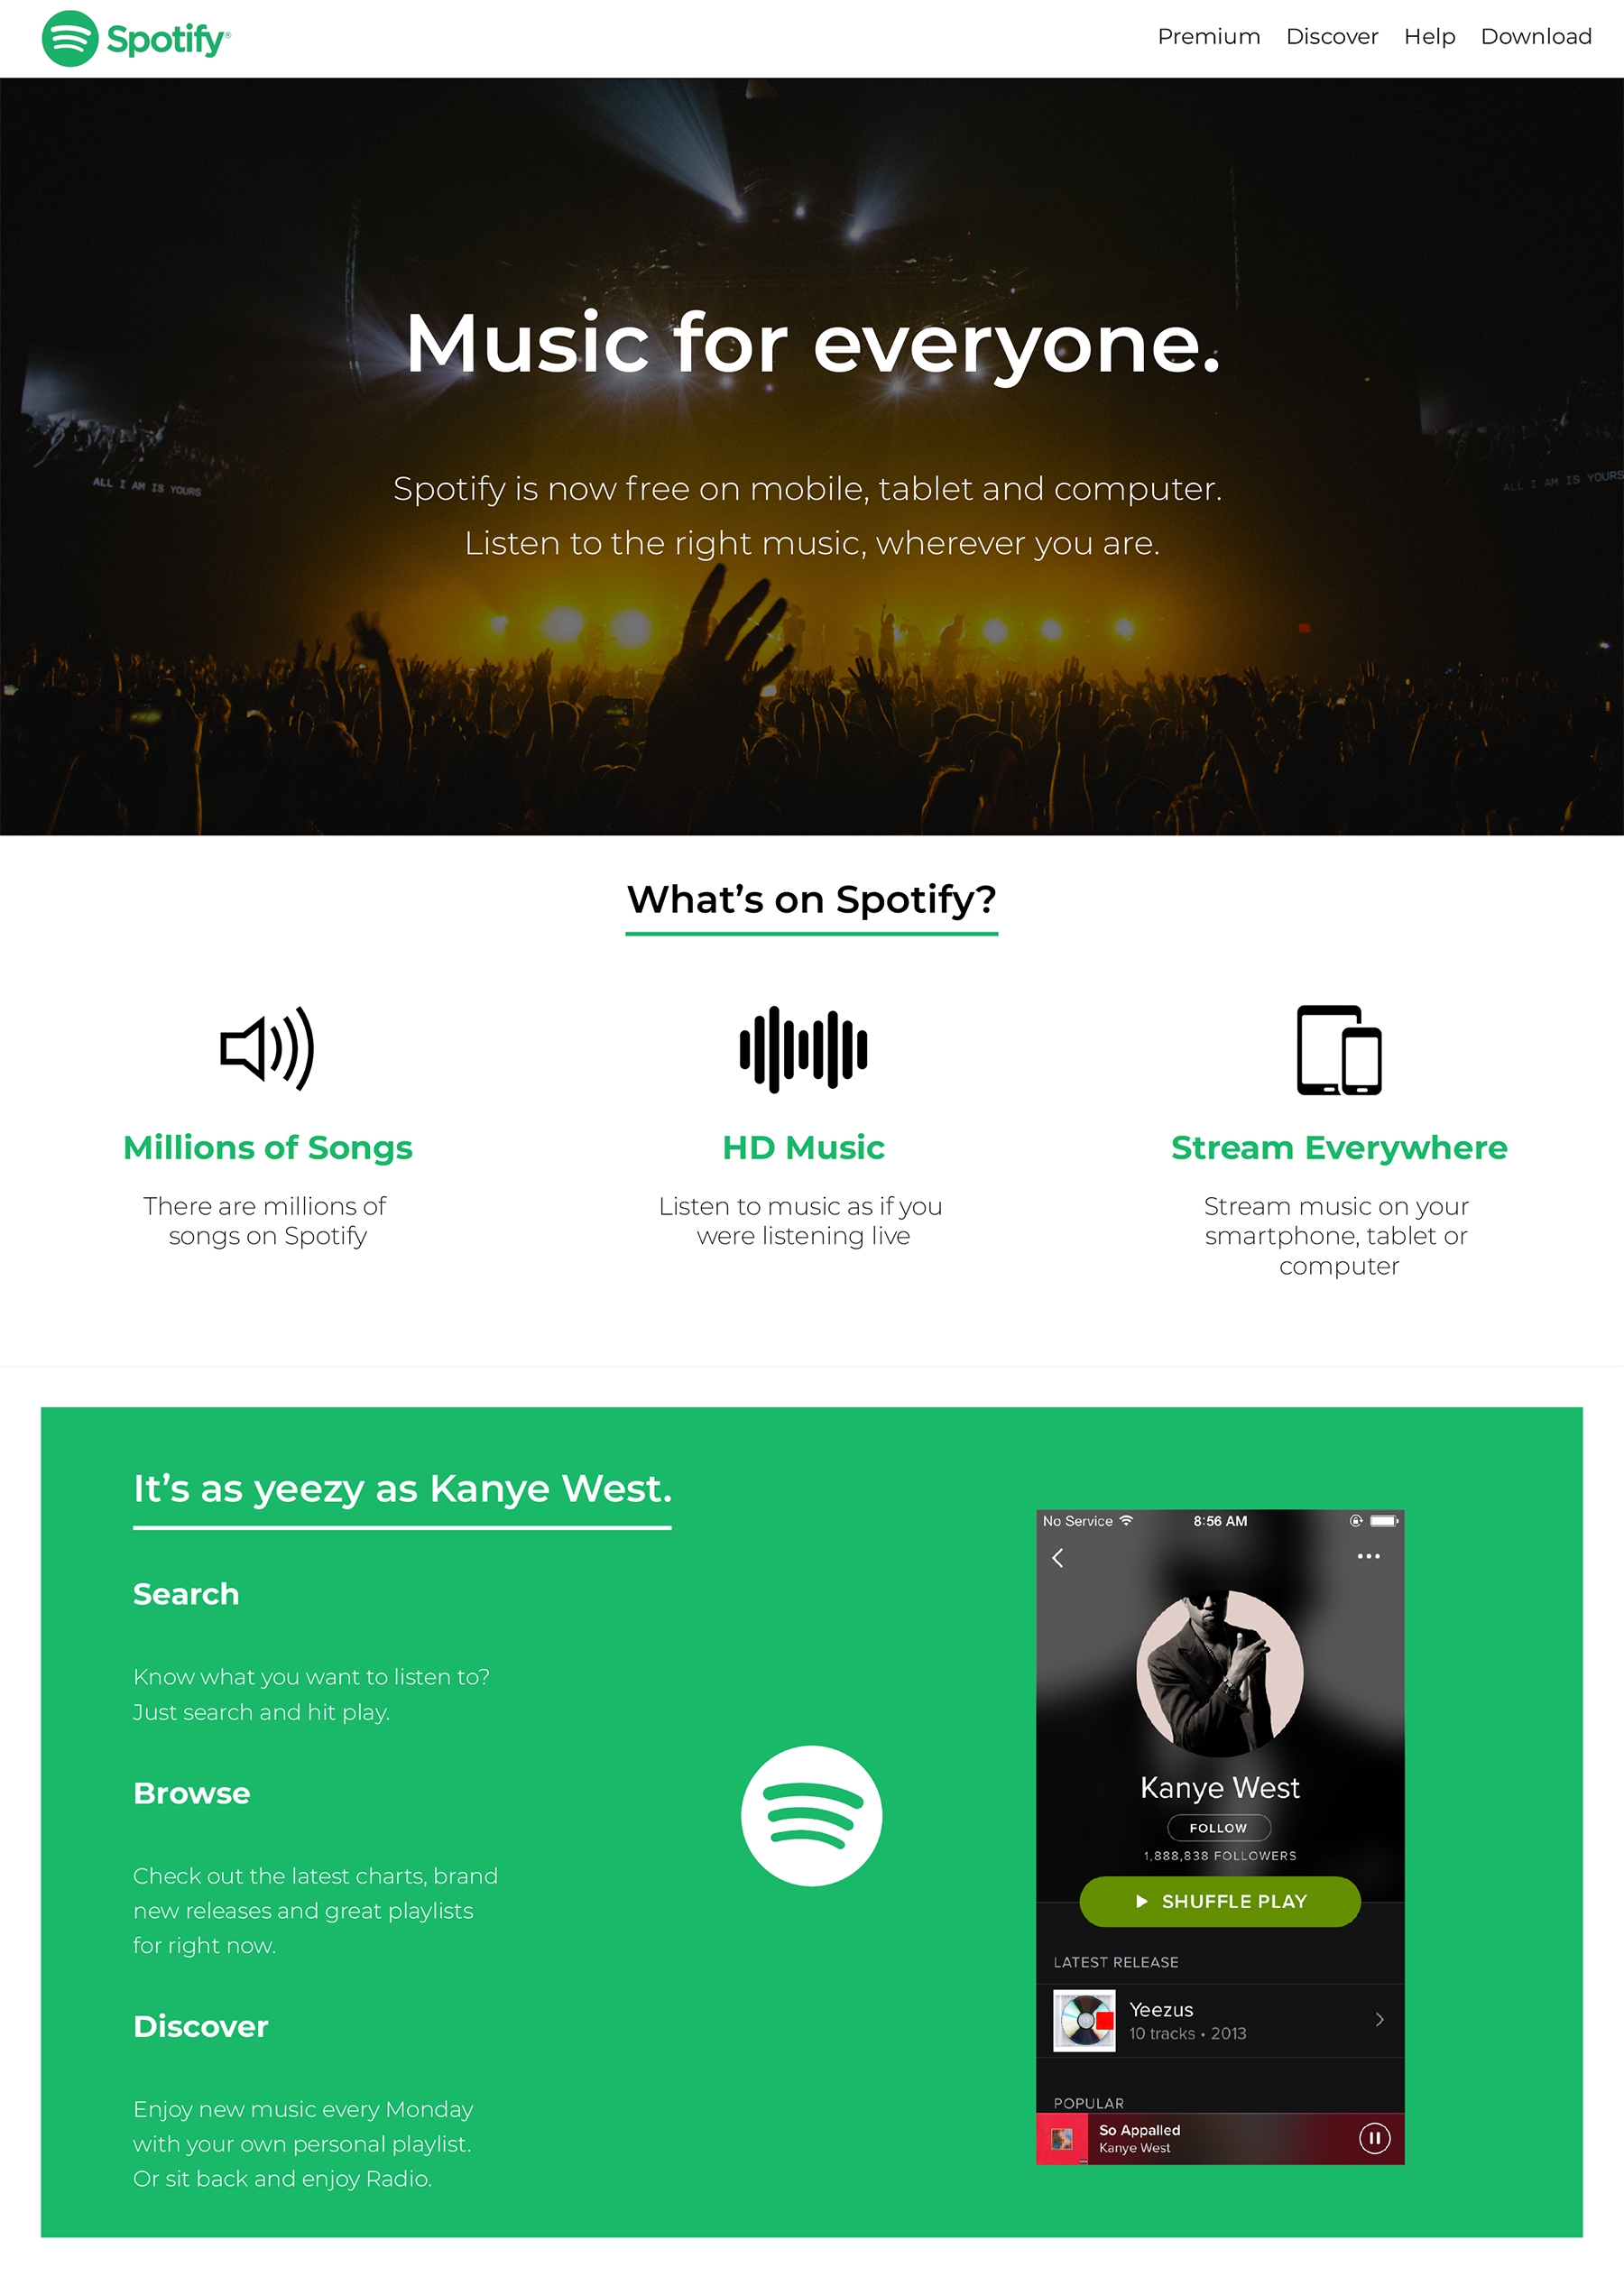 Spotify®
Premium Discover Help Download
Music for everyone.
ALL I AM IS YOURS
ALL I AM IS YOURS
Spotify is now free on mobile, tablet and computer.
Listen to the right music, wherever you are.
What’s on Spotify?
Millions of Songs
There are millions of
songs on Spotify
HD Music
Listen to music as if you
were listening live
Stream Everywhere
Stream music on your
smartphone, tablet or
computer
It’s as yeezy as Kanye West.
Search
Know what you want to listen to?
Just search and hit play.
Browse
Check out the latest charts, brand
new releases and great playlists
for right now.
Discover
Enjoy new music every Monday
with your own personal playlist.
Or sit back and enjoy Radio.
No Service 8:56 AM
Kanye West
FOLLOW
1,888,838 FOLLOWERS
SHUFFLE PLAY
LATEST RELEASE
Yeezus
10 tracks • 2013
POPULAR
So Appalled
Kanye West